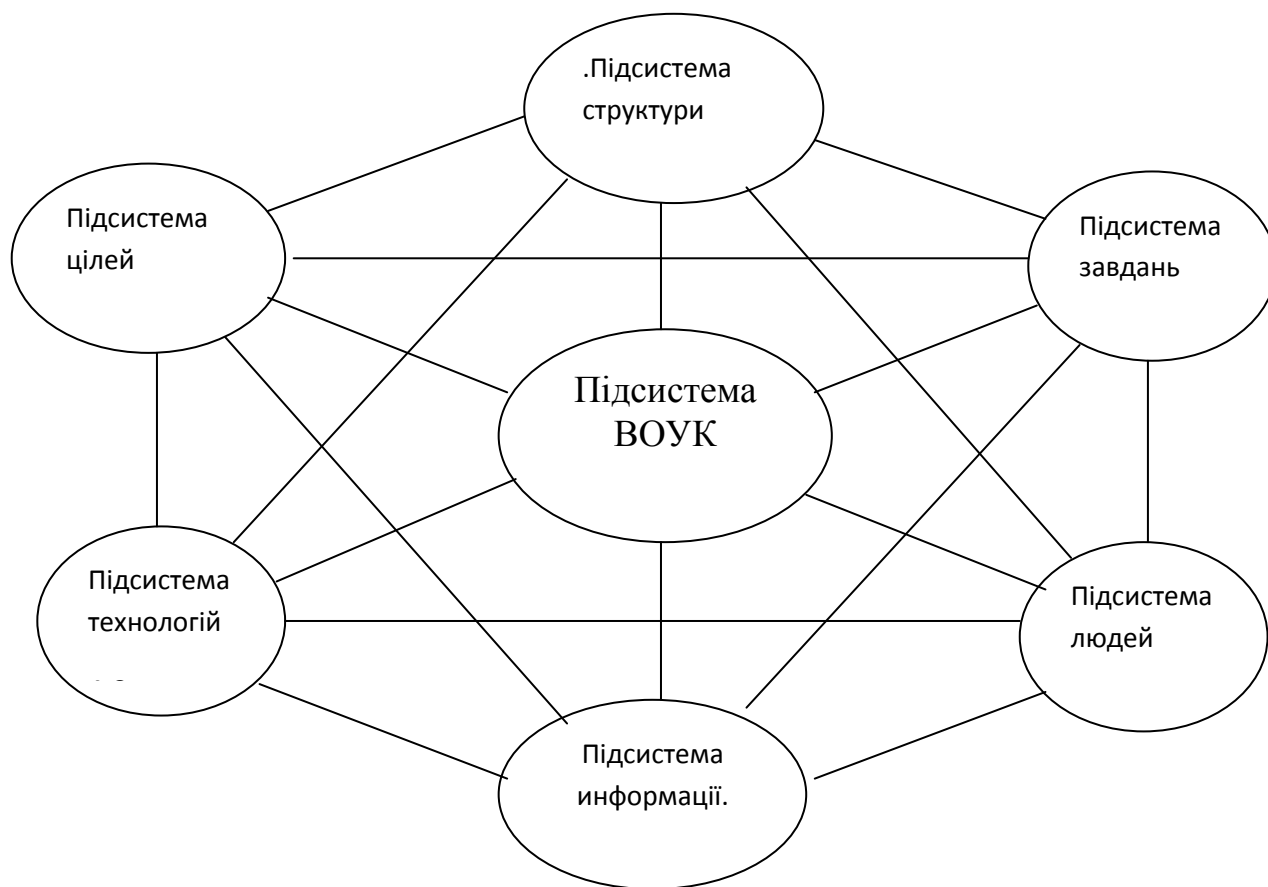 .Підсистема
структури
Підсистема
цілей
Підсистема
завдань
Підсистема
ВОУК
Підсистема
технологій
Підсистема
людей
Підсистема
информації.